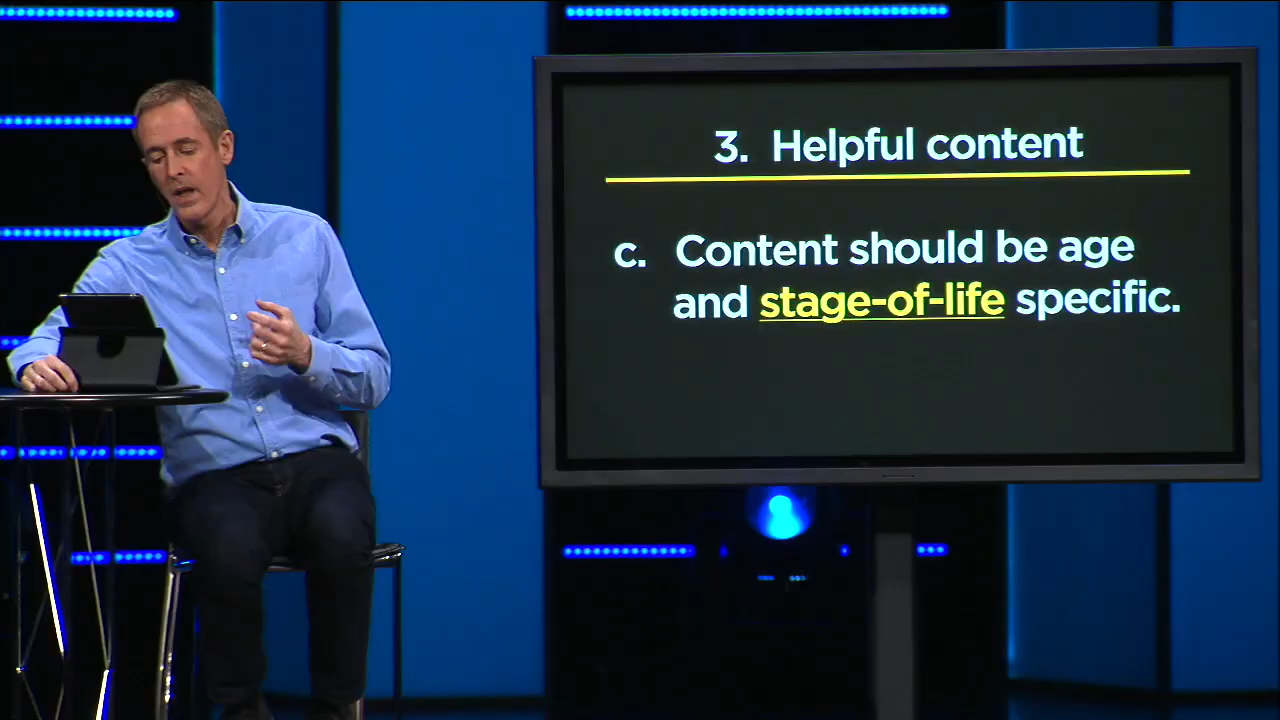 3. Helpful content
c. Content should be age
and stage-of-life specific.